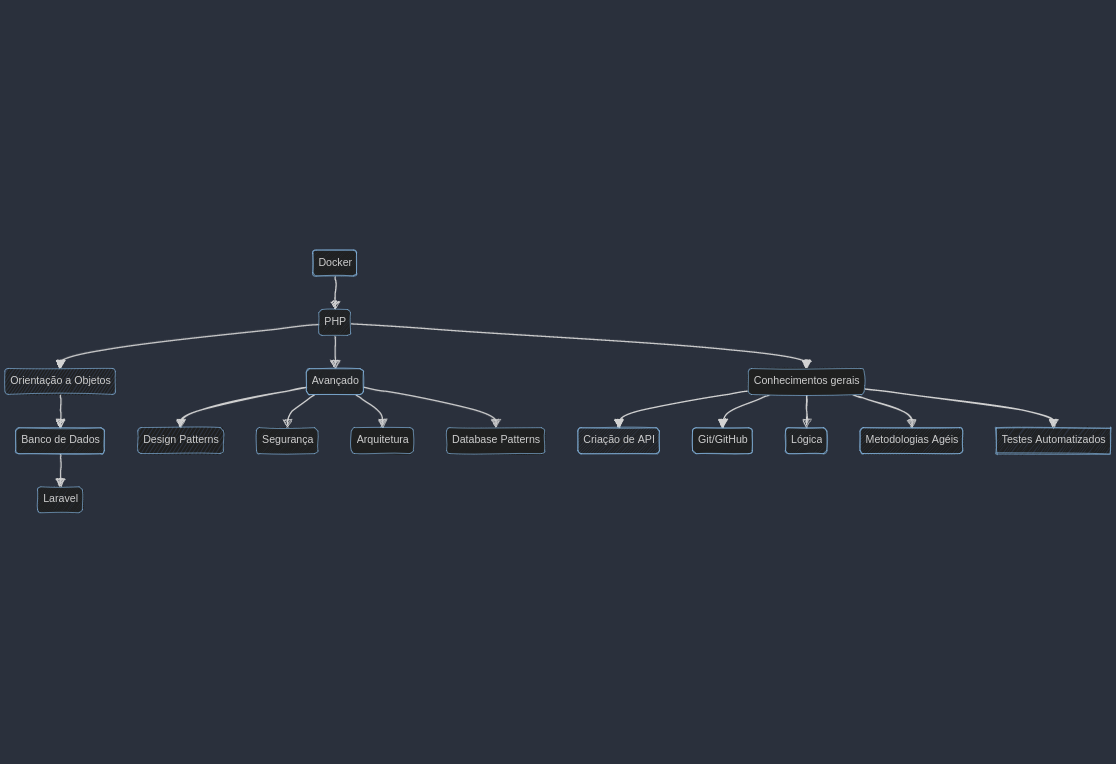 Docker
PHP
Orientação a Objetos
Avançado
Conhecimentos gerais
Banco de Dados
Design Patterns
Segurança
Arquitetura
Database Patterns
Criação de API
Git/GitHub
Lógica
Metodologias Agéis
Testes Automatizados
Laravel